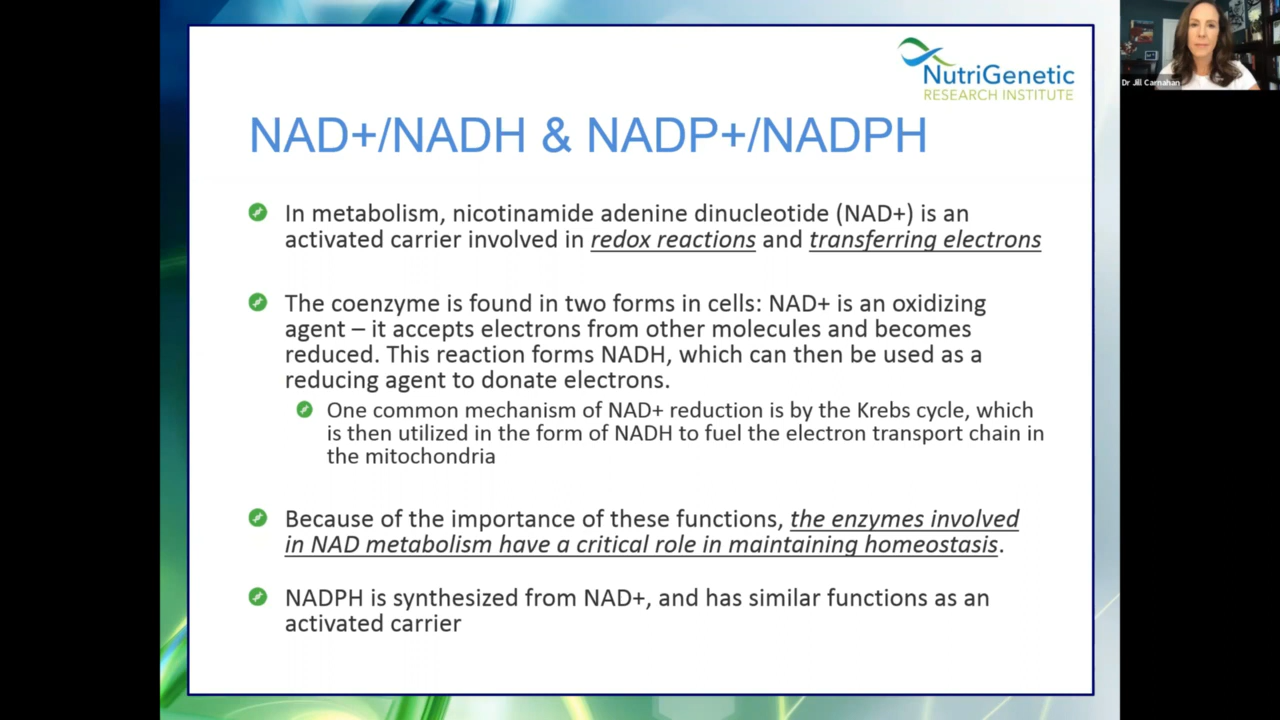 NutriGenetic
RESEARCH INSTITUTE
Dr Jill Carnahan
NAD+/NADH & NADP+/NADPH
In metabolism, nicotinamide adenine dinucleotide (NAD+) is an
activated carrier involved in redox reactions and transferring electrons
The coenzyme is found in two forms in cells: NAD+ is an oxidizing
agent – it accepts electrons from other molecules and becomes
reduced. This reaction forms NADH, which can then be used as a
reducing agent to donate electrons.
One common mechanism of NAD+ reduction is by the Krebs cycle, which
is then utilized in the form of NADH to fuel the electron transport chain in
the mitochondria
Because of the importance of these functions, the enzymes involved
in NAD metabolism have a critical role in maintaining homeostasis.
NADPH is synthesized from NAD+, and has similar functions as an
activated carrier